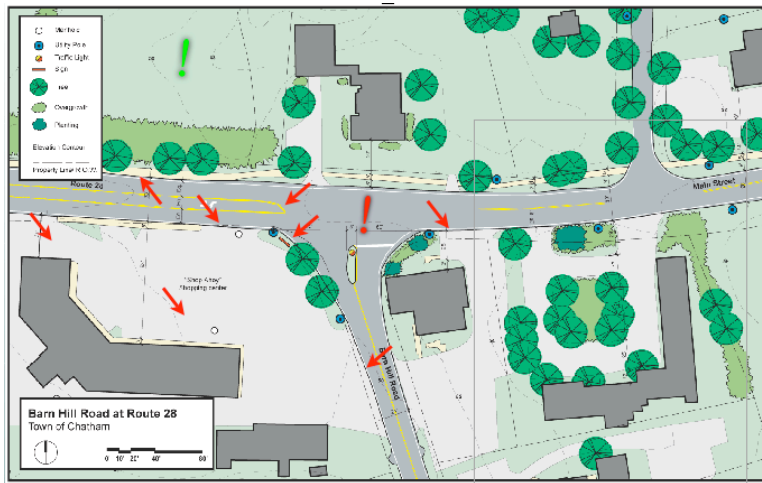 Manhole
Utility Pole
Traffic Light
Sign
Tree
Overgrowth
Planting
Elevation Contour
Property Line/R.O.W.
Route 28
Main Street
"Shop Ahoy"
Shopping center
Barn Hill Road
Barn Hill Road at Route 28
Town of Chatham
0 10' 20' 40' 80